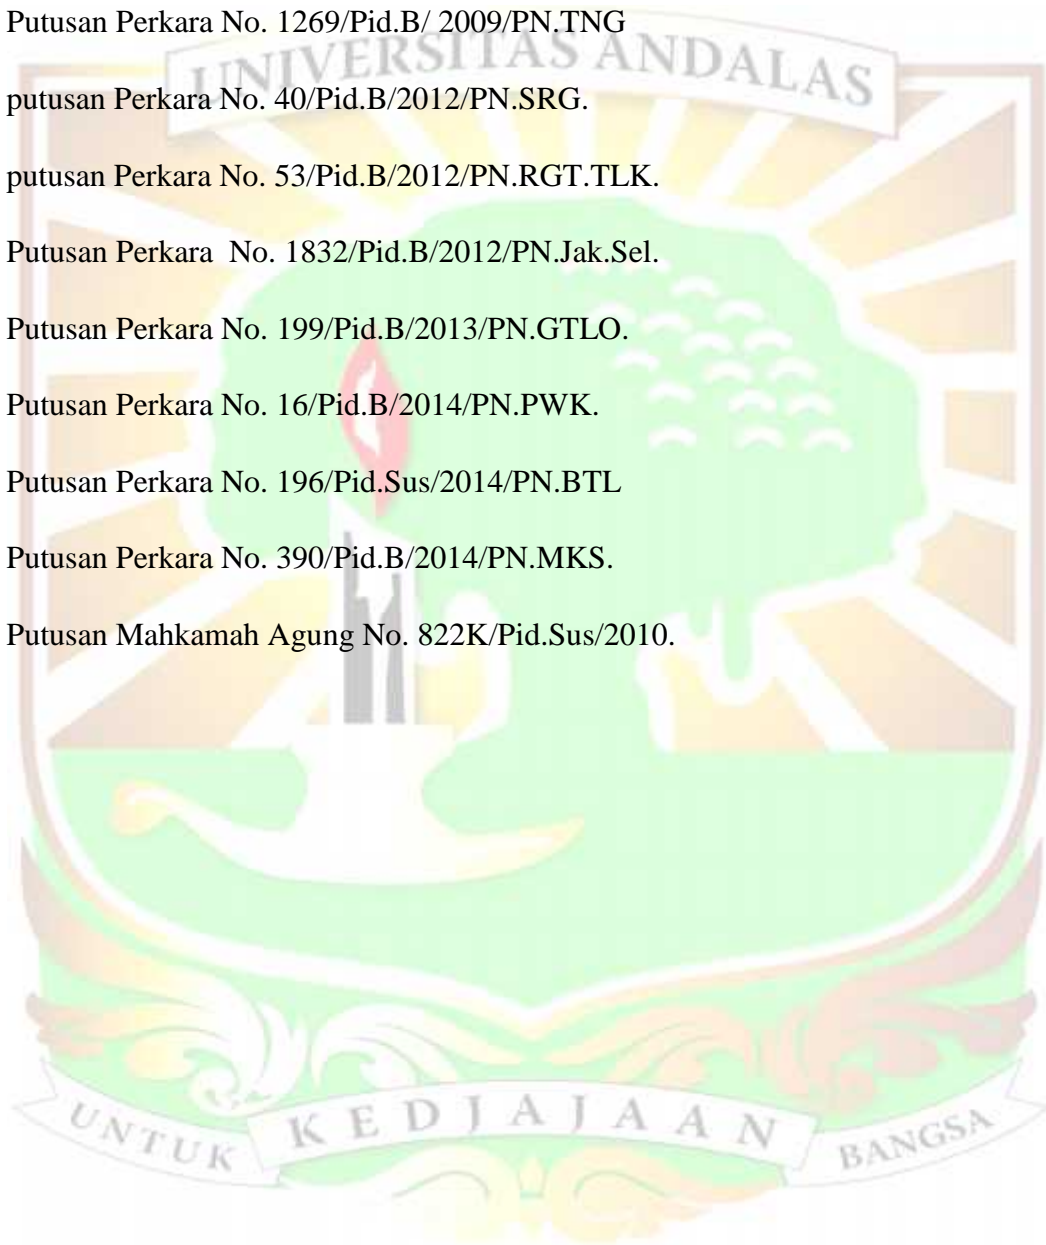 Putusan Perkara No. 1269/Pid.B/ 2009/PN.TNG
UNIVERSITAS ANDALAS
putusan Perkara No. 40/Pid.B/2012/PN.SRG.
putusan Perkara No. 53/Pid.B/2012/PN.RGT.TLK.
Putusan Perkara  No. 1832/Pid.B/2012/PN.Jak.Sel.
Putusan Perkara No. 199/Pid.B/2013/PN.GTLO.
Putusan Perkara No. 16/Pid.B/2014/PN.PWK.
Putusan Perkara No. 196/Pid.Sus/2014/PN.BTL
Putusan Perkara No. 390/Pid.B/2014/PN.MKS.
Putusan Mahkamah Agung No. 822K/Pid.Sus/2010.
UNTUK KEDJAJAAN BANGSA